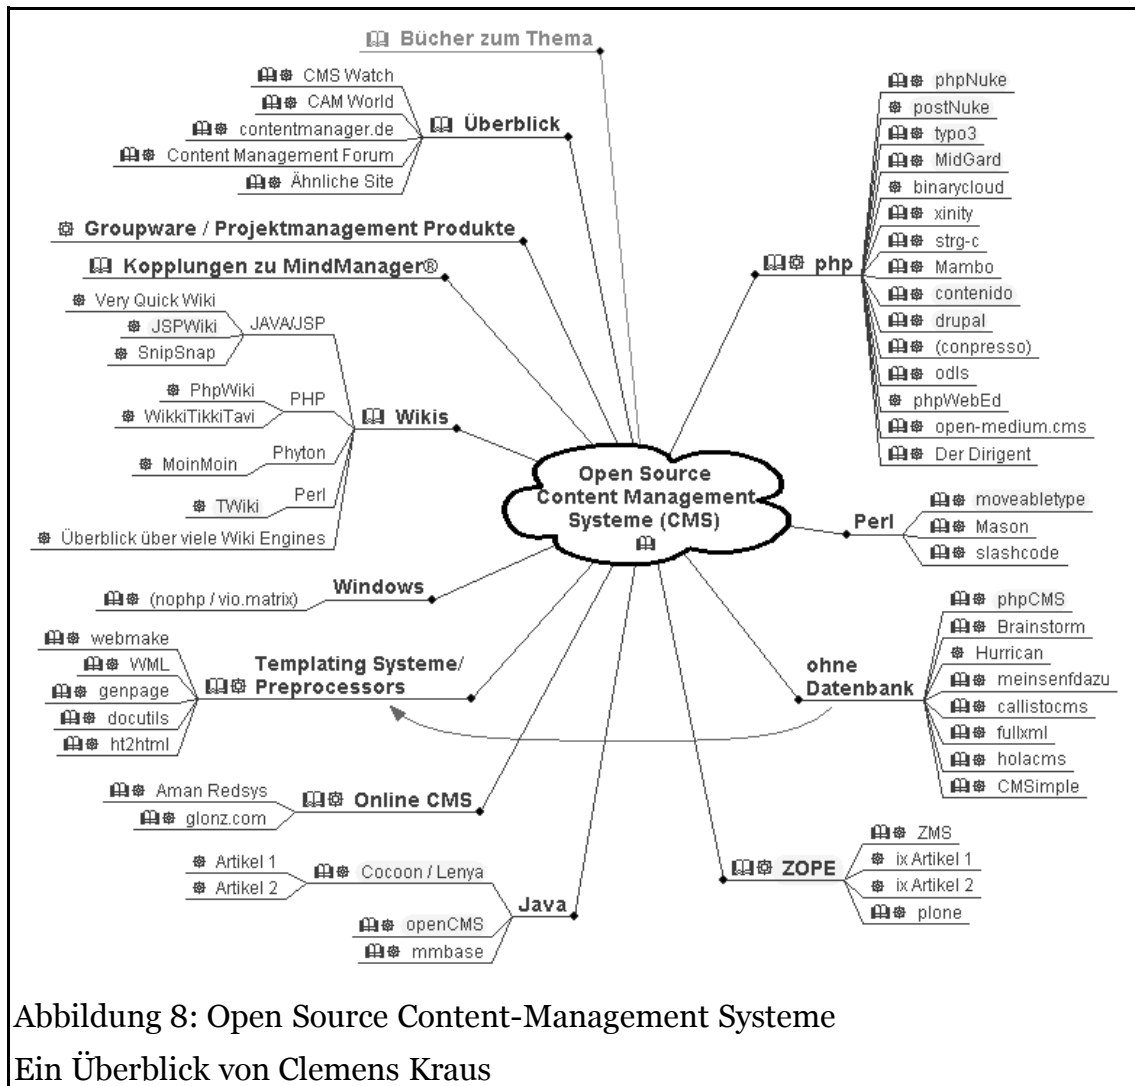 Bücher zum Thema
Überblick
CMS Watch
CAM World
contentmanager.de
Content Management Forum
Ähnliche Site
Groupware / Projektmanagement Produkte
Kopplungen zu MindManager®
Wikis
JAVA/JSP
Very Quick Wiki
JSPWiki
SnipSnap
PHP
PhpWiki
WikkiTikkiTavi
Phyton
MoinMoin
Perl
TWiki
Überblick über viele Wiki Engines
Windows
(nophp / vio.matrix)
Templating Systeme/
Preprocessors
webmake
WML
genpage
docutils
ht2html
Online CMS
Aman Redsys
glonz.com
Java
Cocoon / Lenya
Artikel 1
Artikel 2
openCMS
mmbase
Open Source
Content Management
Systeme (CMS)
php
phpNuke
postNuke
typo3
MidGard
binarycloud
xinity
strg-c
Mambo
contenido
drupal
(conpresso)
odls
phpWebEd
open-medium.cms
Der Dirigent
Perl
moveabletype
Mason
slashcode
ohne
Datenbank
phpCMS
Brainstorm
Hurrican
meinsenfdazu
callistocms
fullxml
holacms
CMSimple
ZOPE
ZMS
ix Artikel 1
ix Artikel 2
plone
Abbildung 8: Open Source Content-Management Systeme
Ein Überblick von Clemens Kraus